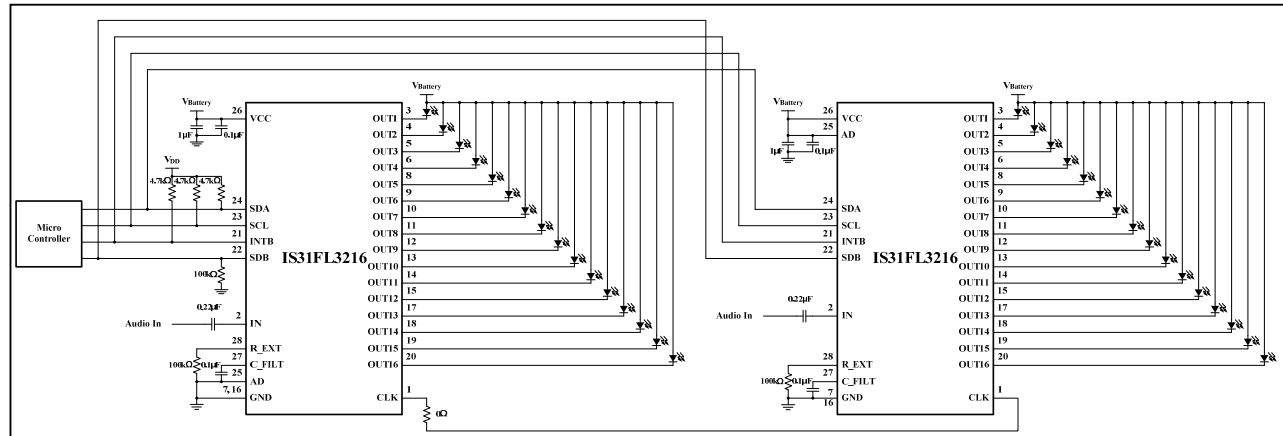 VBattery
VBattery
VBattery
VBattery
26
VCC
1µF
0.1µF
VDD
4.7kΩ
4.7kΩ
4.7kΩ
Micro
Controller
24
SDA
23
SCL
21
INTB
22
SDB
100kΩ
IS31FL3216
0.22µF
Audio In
2
IN
28
R_EXT
100kΩ
0.1µF
27
C_FILT
25
AD
7, 16
GND
3
OUT1
4
OUT2
5
OUT3
6
OUT4
8
OUT5
9
OUT6
10
OUT7
11
OUT8
12
OUT9
13
OUT10
14
OUT11
15
OUT12
17
OUT13
18
OUT14
19
OUT15
20
OUT16
1
CLK
0Ω
26
VCC
25
AD
1µF
0.1µF
24
SDA
23
SCL
21
INTB
22
SDB
IS31FL3216
0.22µF
Audio In
2
IN
28
R_EXT
100kΩ
0.1µF
27
C_FILT
7
GND
16
3
OUT1
4
OUT2
5
OUT3
6
OUT4
8
OUT5
9
OUT6
10
OUT7
11
OUT8
12
OUT9
13
OUT10
14
OUT11
15
OUT12
17
OUT13
18
OUT14
19
OUT15
20
OUT16
1
CLK